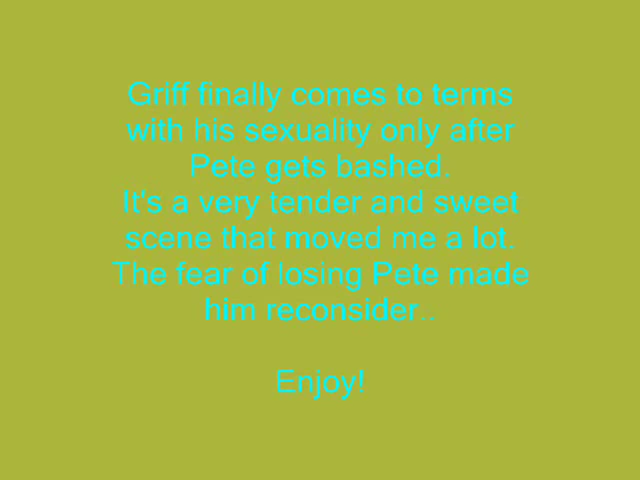 Griff finally comes to terms
with his sexuality only after
Pete gets bashed.
It's a very tender and sweet
scene that moved me a lot.
The fear of losing Pete made
him reconsider..
Enjoy!